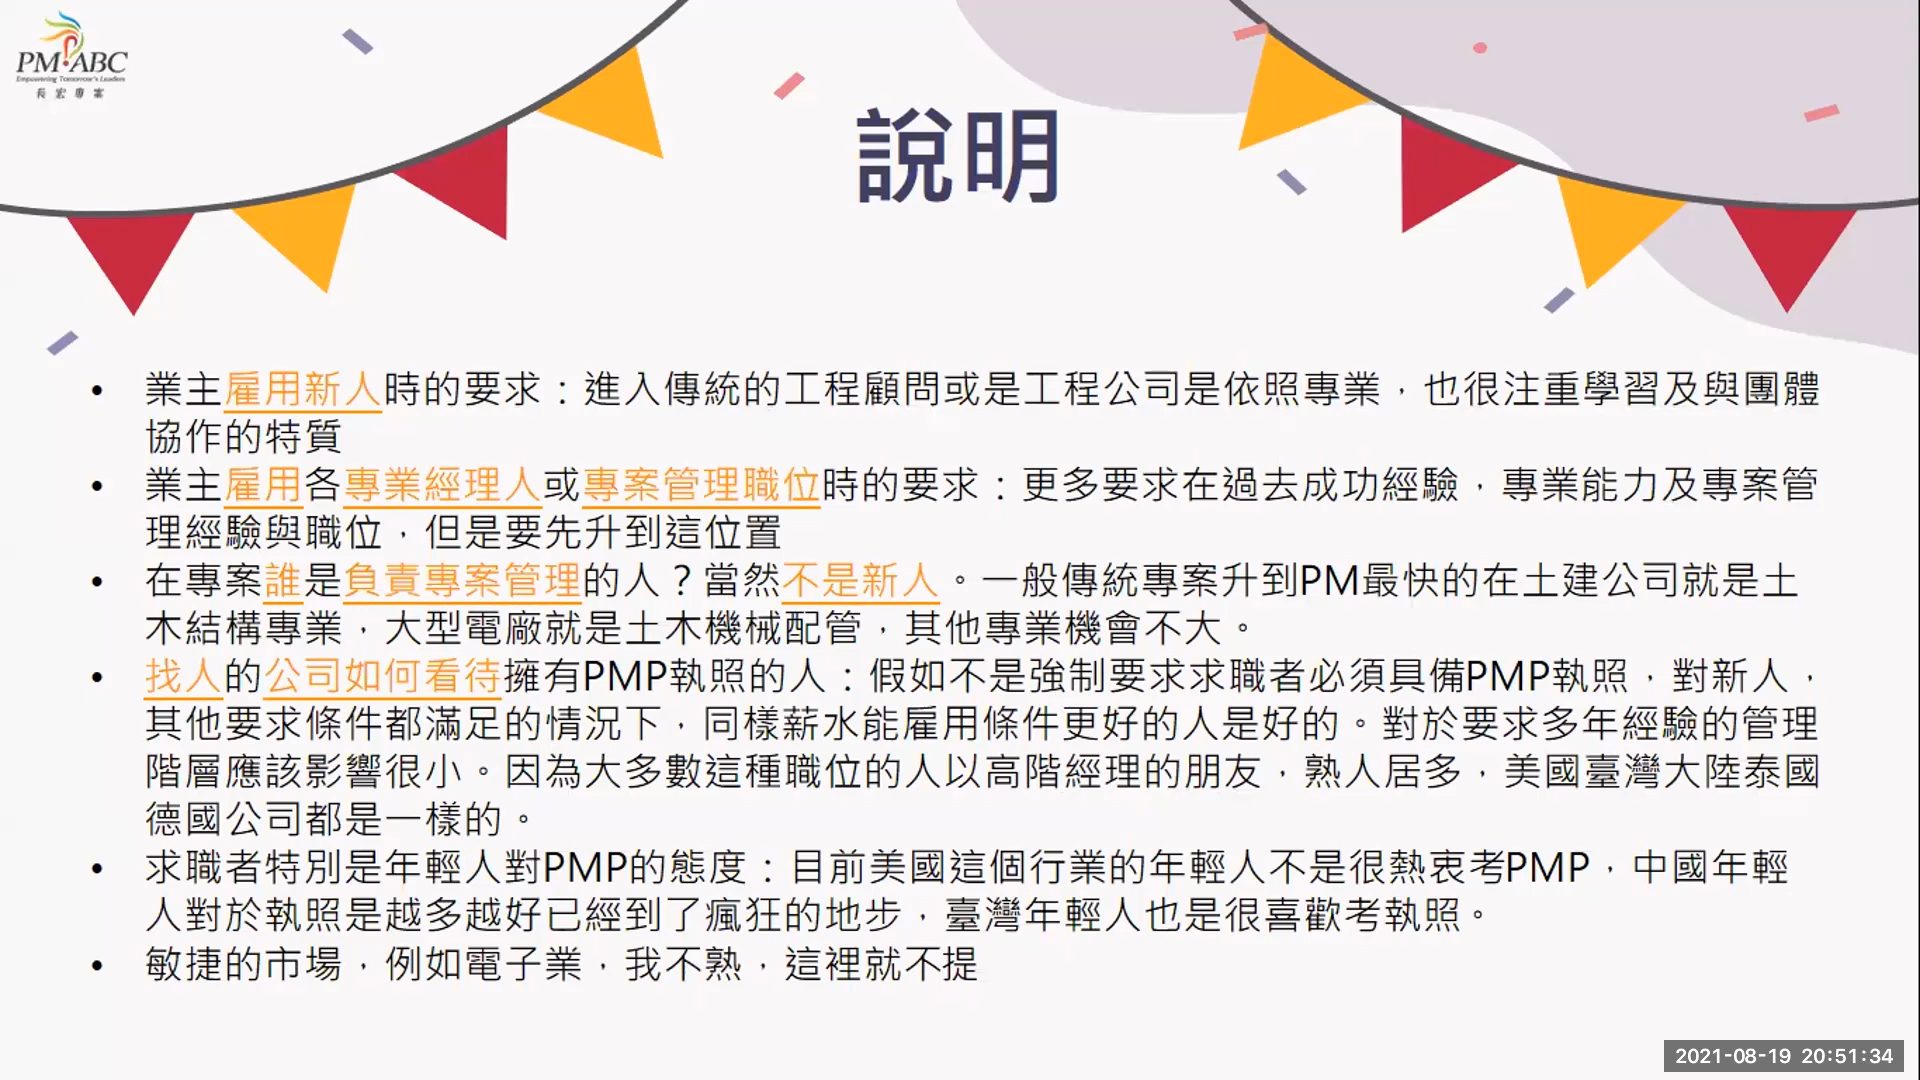 PMABC
Empowering Tomorrow's Leaders
長宏專案
說明
• 業主雇用新人時的要求：進入傳統的工程顧問或是工程公司是依照專業，也很注重學習及與團體
協作的特質
• 業主雇用各專業經理人或專案管理職位時的要求：更多要求在過去成功經驗，專業能力及專案管
理經驗與職位，但是要先升到這位置
• 在專案誰是負責專案管理的人？當然不是新人。一般傳統專案升到PM最快的在土建公司就是土
木結構專業，大型電廠就是土木機械配管，其他專業機會不大。
• 找人的公司如何看待擁有PMP執照的人：假如不是強制要求求職者必須具備PMP執照，對新人，
其他要求條件都滿足的情況下，同樣薪水能雇用條件更好的人是好的。對於要求多年經驗的管理
階層應該影響很小。因為大多數這種職位的人以高階經理的朋友，熟人居多，美國臺灣大陸泰國
德國公司都是一樣的。
• 求職者特別是年輕人對PMP的態度：目前美國這個行業的年輕人不是很熱衷考PMP，中國年輕
人對於執照是越多越好已經到了瘋狂的地步，臺灣年輕人也是很喜歡考執照。
• 敏捷的市場，例如電子業，我不熟，這裡就不提
2021-08-19 20:51:34